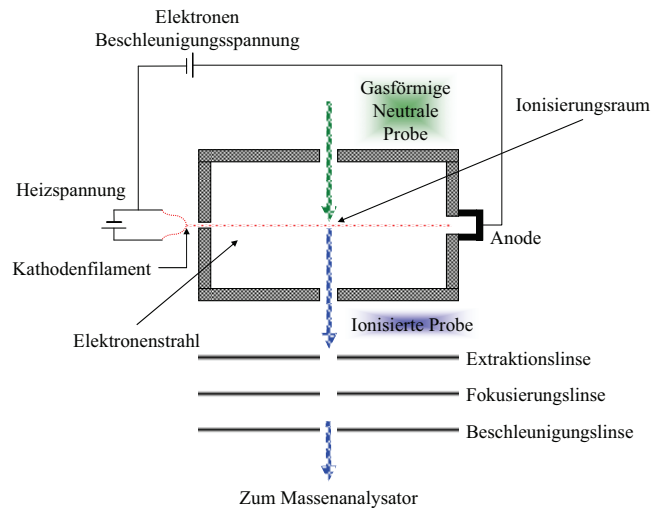 Elektronen
Beschleunigungsspannung
Gasförmige
Neutrale
Probe
Ionisierungsraum
Heizspannung
Anode
Kathodenfilament
Elektronenstrahl
Ionisierte Probe
Extraktionslinse
Fokusierungslinse
Beschleunigungslinse
Zum Massenanalysator